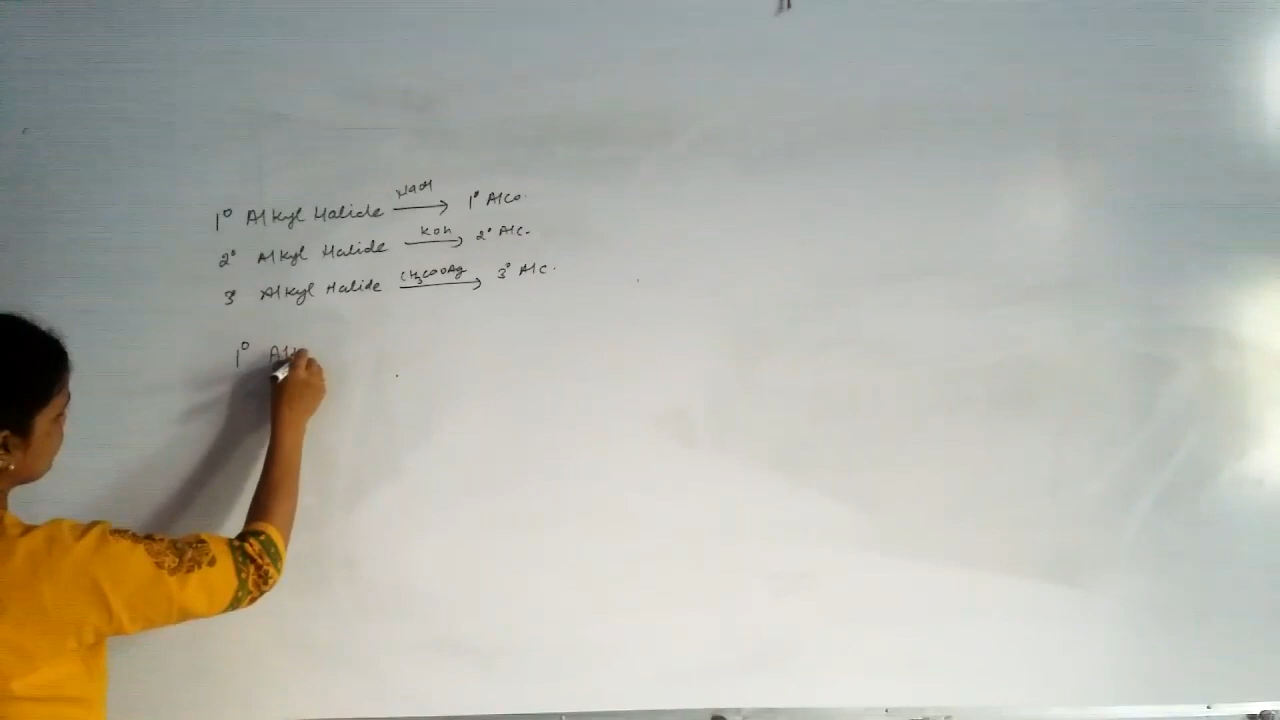 1° Alkyl Halide NaOH → 1° Alco.
2° Alkyl Halide KOH → 2° Alc.
3° Alkyl Halide CH3COOAg → 3° Alc.
1° Al